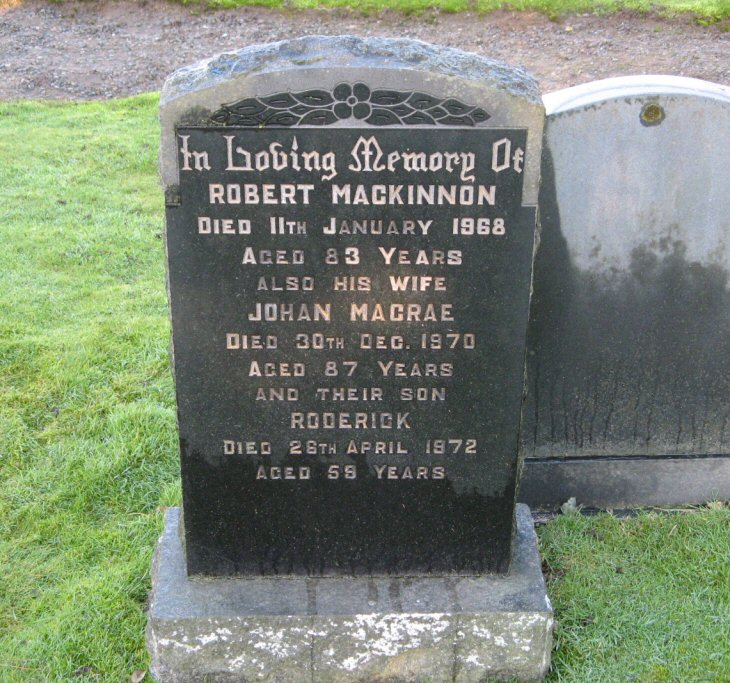 In Loving Memory Of
ROBERT MACKINNON
DIED 11TH JANUARY 1968
AGED 83 YEARS
ALSO HIS WIFE
JOHAN MACRAE
DIED 30TH DEC. 1970
AGED 87 YEARS
AND THEIR SON
RODERICK
DIED 28TH APRIL 1972
AGED 59 YEARS